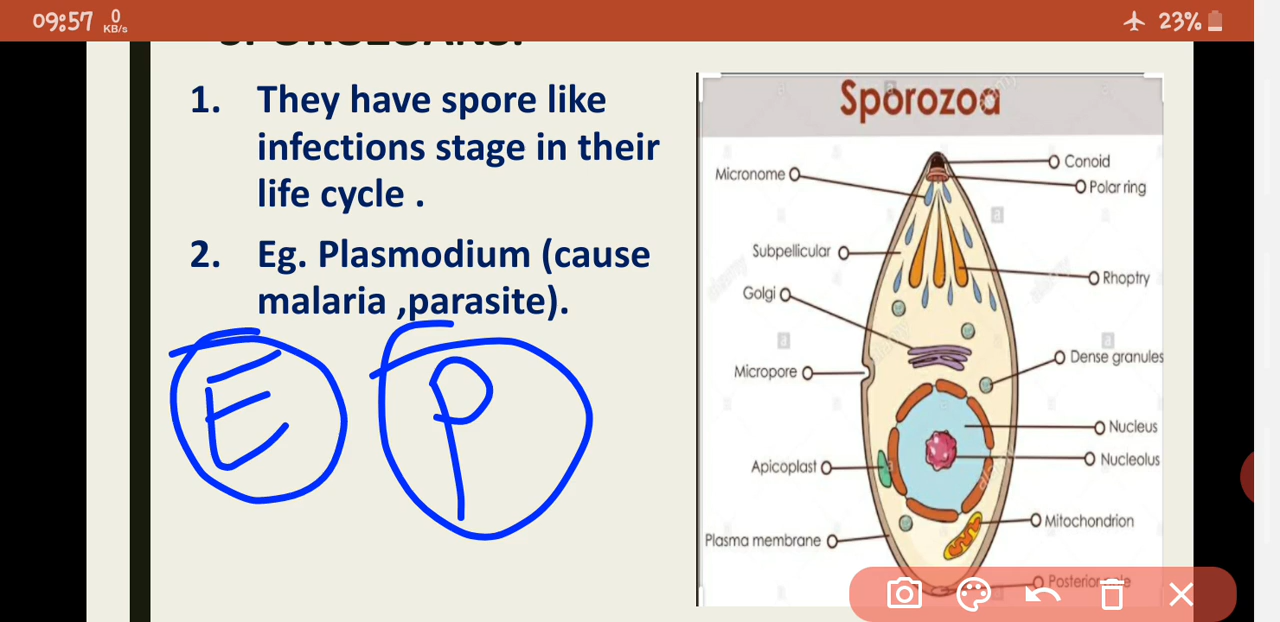 09:57 0 KB/s 23%
1. They have spore like
infections stage in their
life cycle .
2. Eg. Plasmodium (cause
malaria ,parasite).
E P
Sporozoa
Micronome
Conoid
Polar ring
Subpellicular
Golgi
Rhoptry
Micropore
Dense granules
Nucleus
Nucleolus
Apicoplast
Mitochondrion
Plasma membrane
Posterior
a
alamy